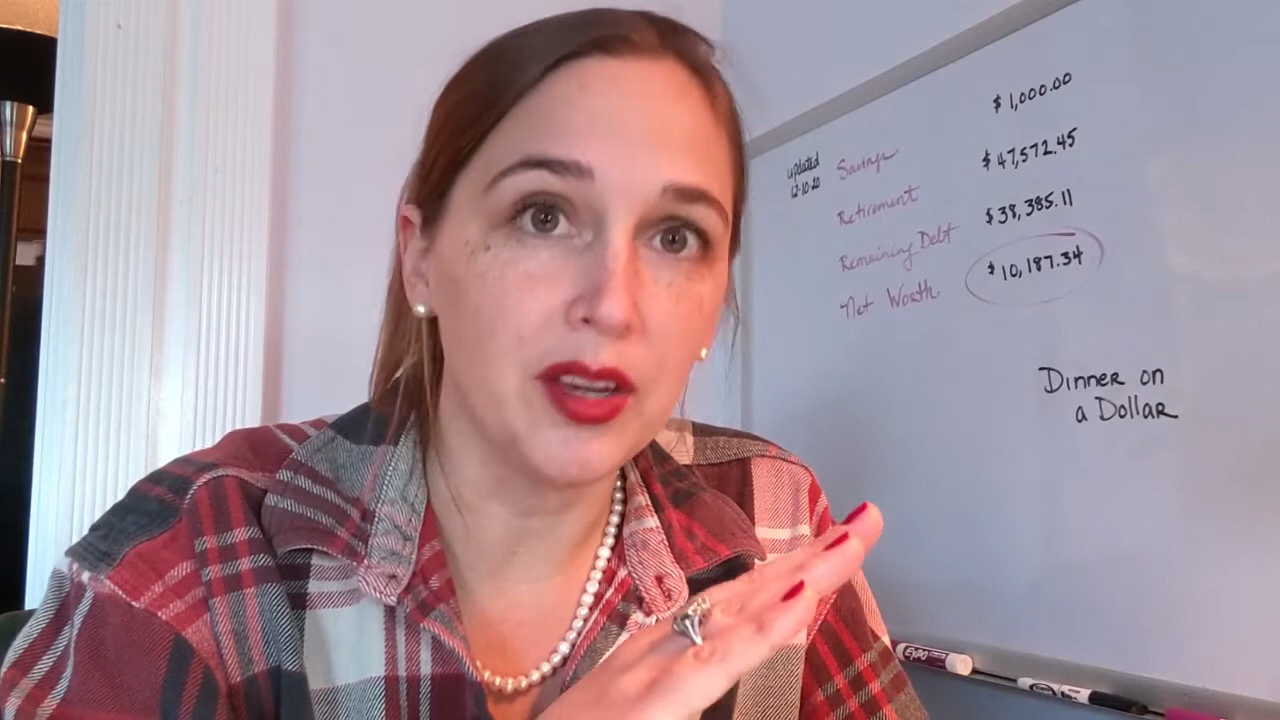 updated
12-10-20
Savings $ 1,000.00
Retirement $ 47,572.45
Remaining Debt $ 38,385.11
Net Worth $ 10,187.34
Dinner on
a Dollar
EXPO